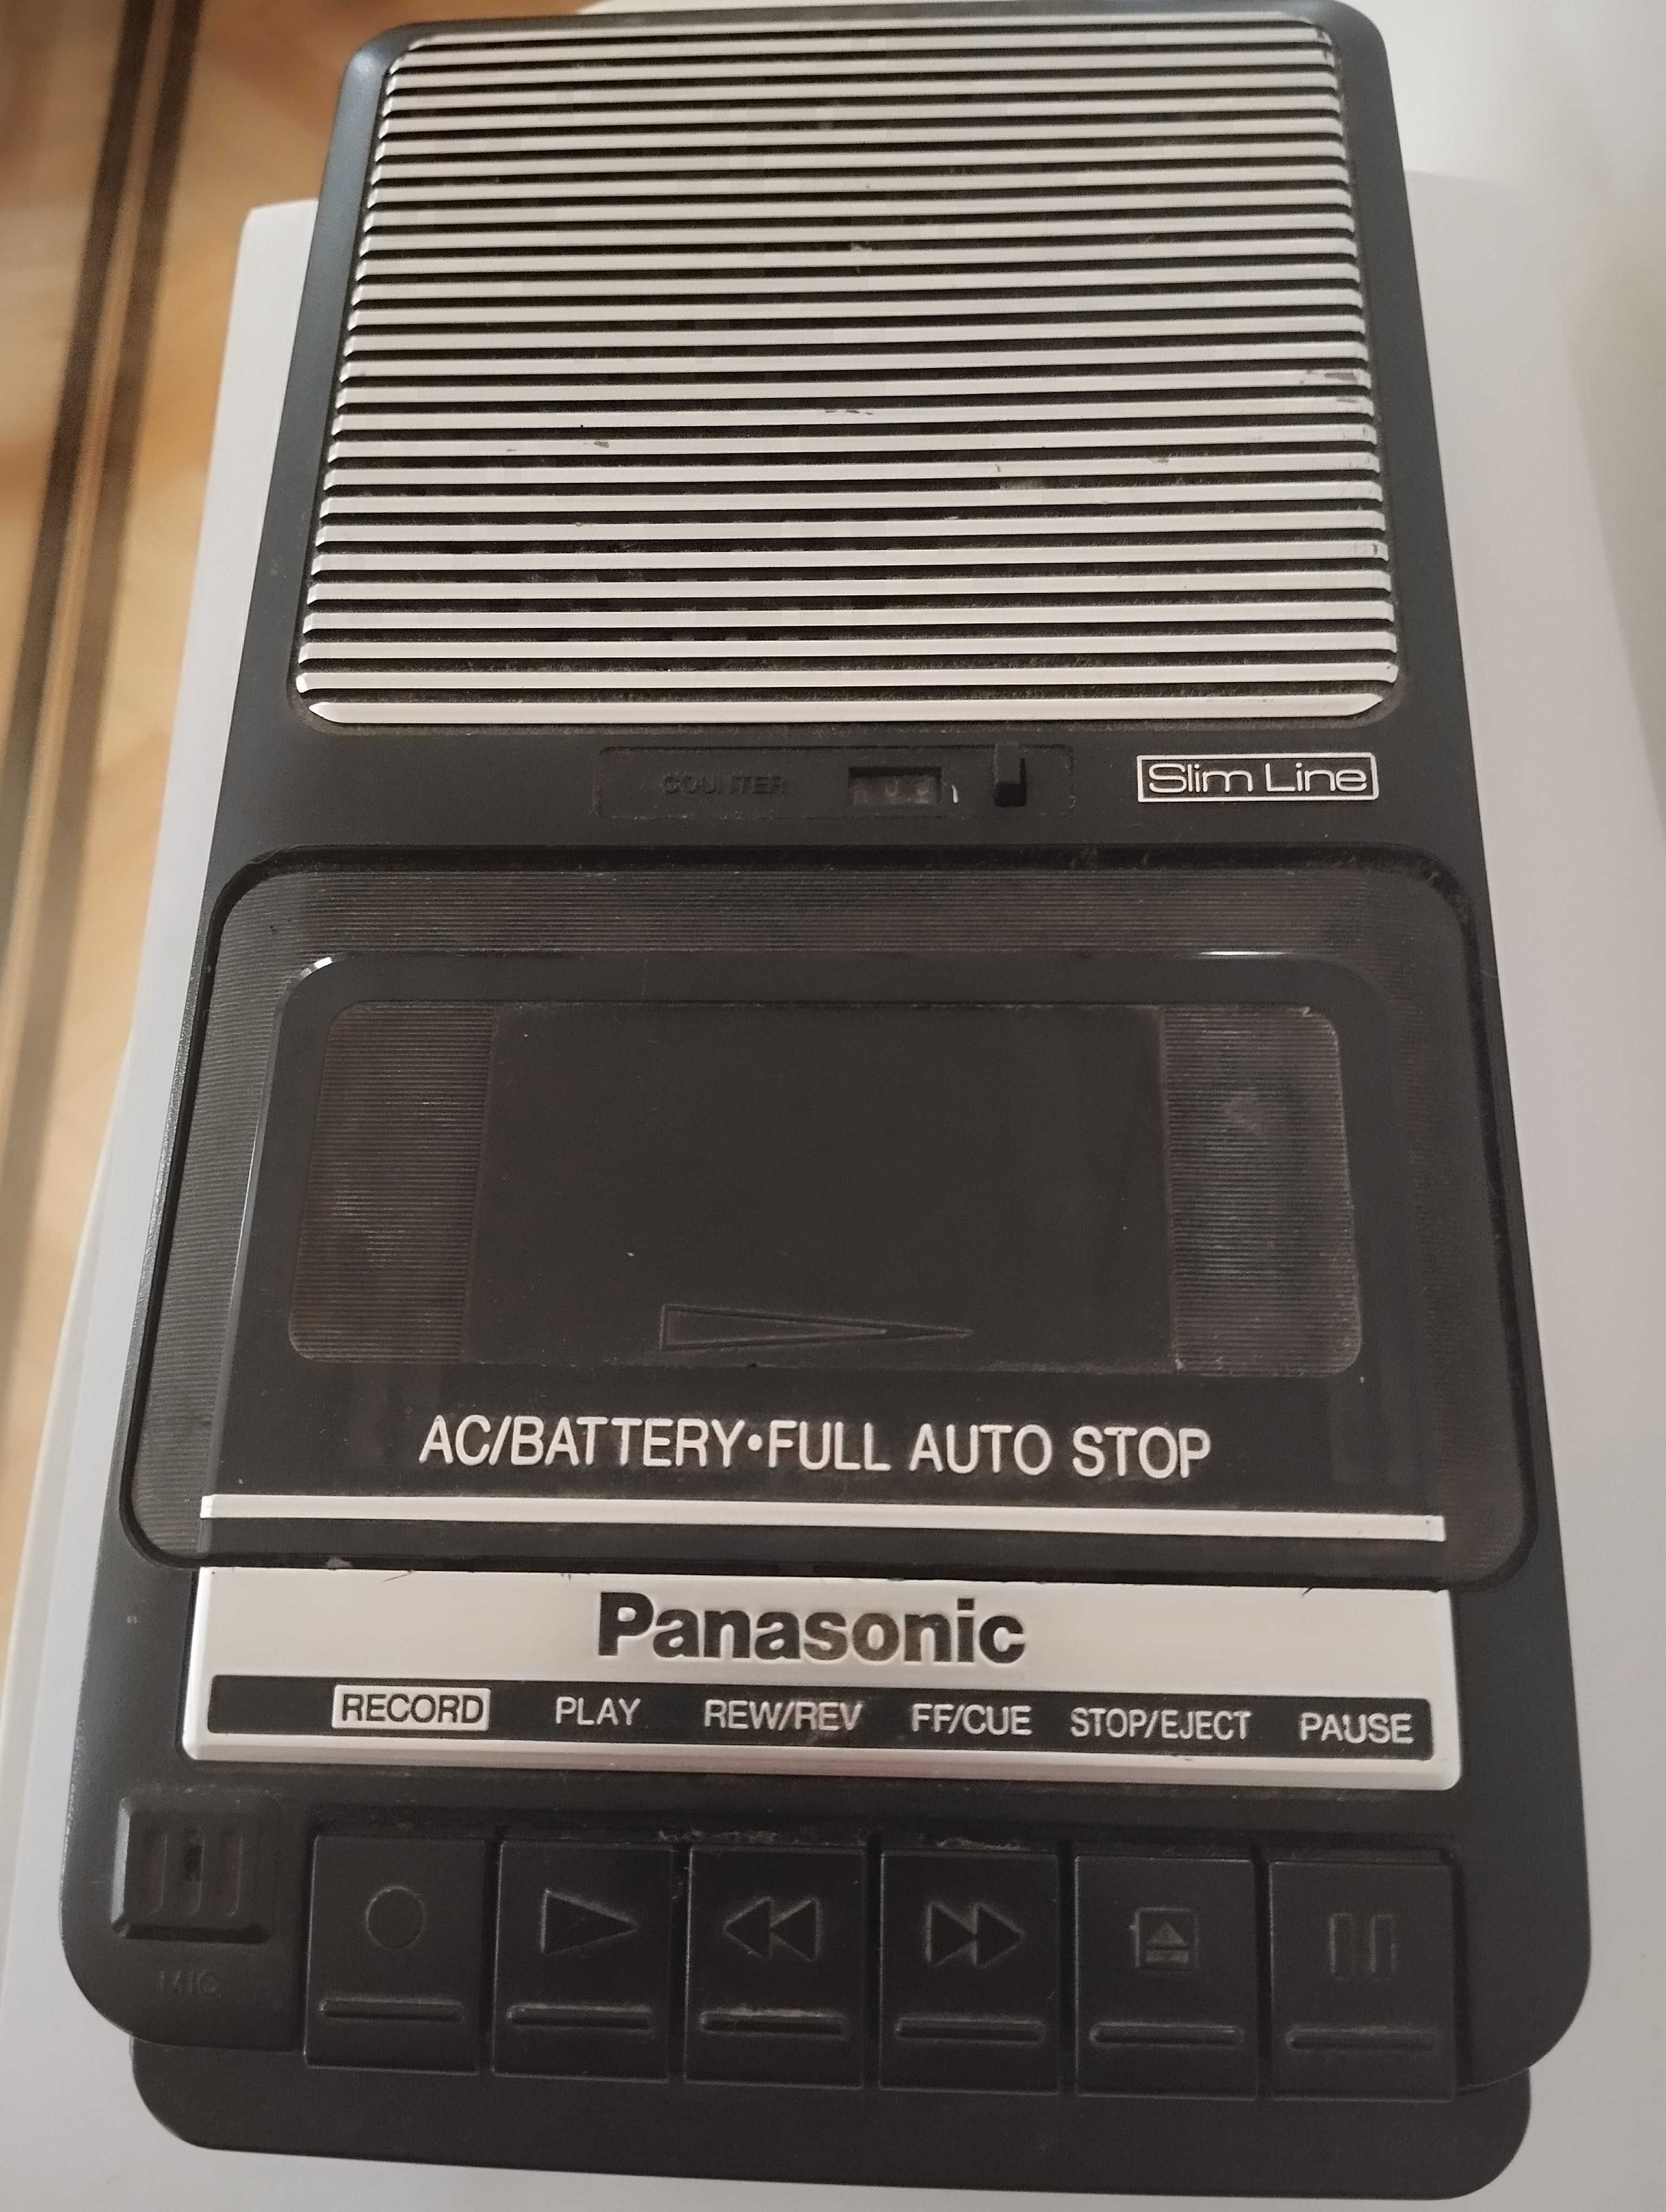 COUNTER
Slim Line
AC/BATTERY•FULL AUTO STOP
Panasonic
RECORD PLAY REW/REV FF/CUE STOP/EJECT PAUSE
MIC